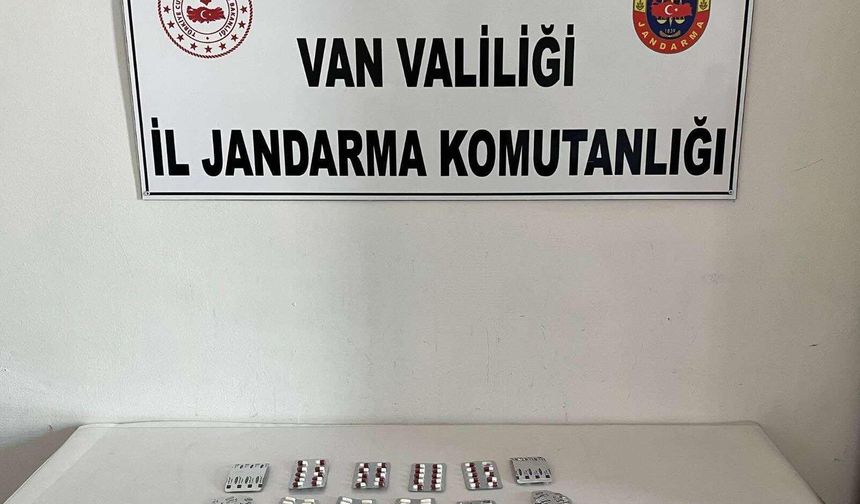 VAN VALİLİĞİ
İL JANDARMA KOMUTANLIĞI
JANDARMA